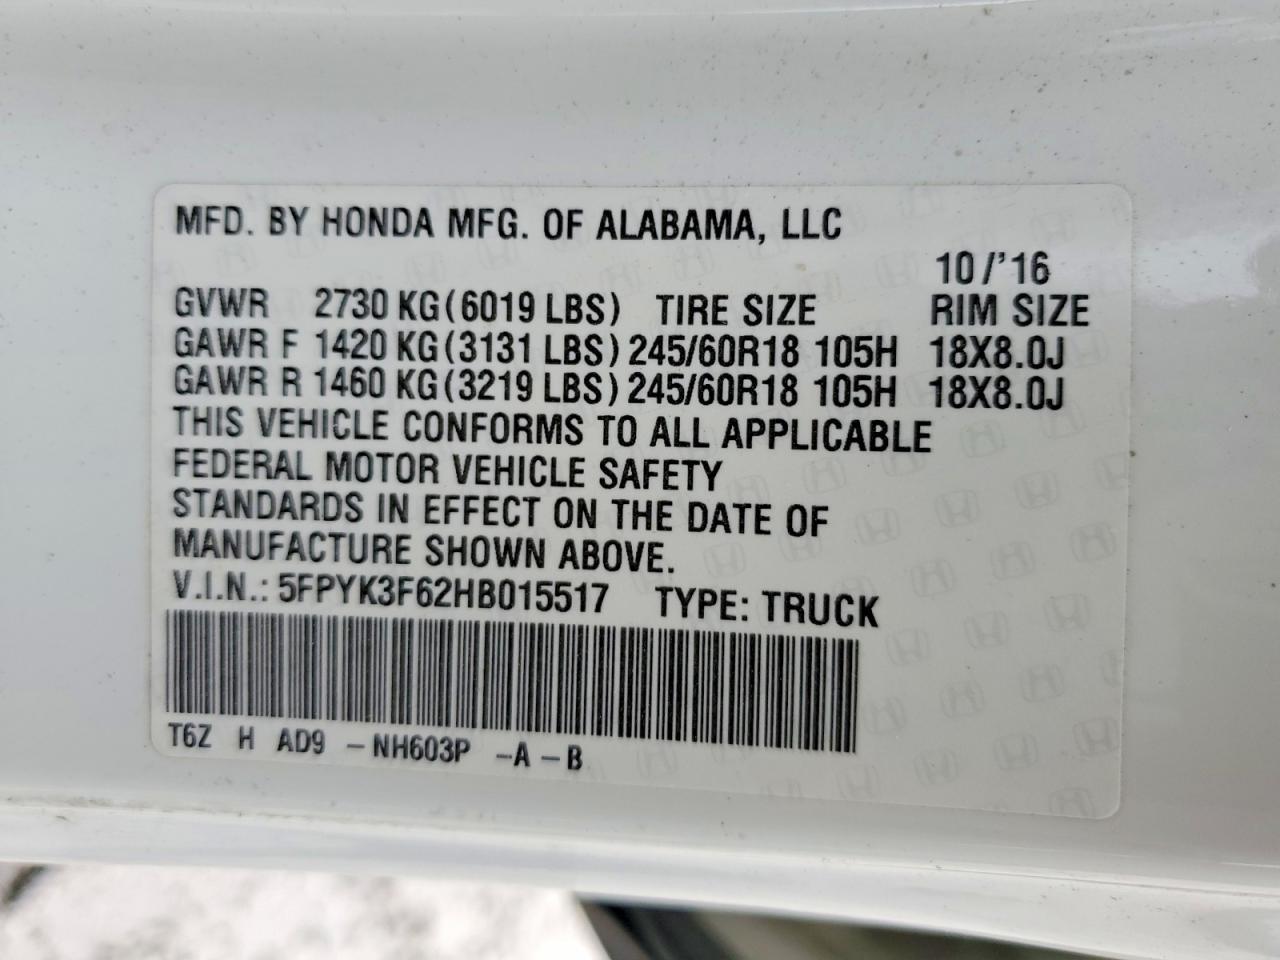 MFD. BY HONDA MFG. OF ALABAMA, LLC
10 /'16
GVWR 2730 KG(6019 LBS) TIRE SIZE RIM SIZE
GAWR F 1420 KG(3131 LBS) 245/60R18 105H 18X8.0J
GAWR R 1460 KG(3219 LBS) 245/60R18 105H 18X8.0J
THIS VEHICLE CONFORMS TO ALL APPLICABLE
FEDERAL MOTOR VEHICLE SAFETY
STANDARDS IN EFFECT ON THE DATE OF
MANUFACTURE SHOWN ABOVE.
V.I.N.: 5FPYK3F62HB015517 TYPE: TRUCK
T6Z H AD9 -NH603P -A-B